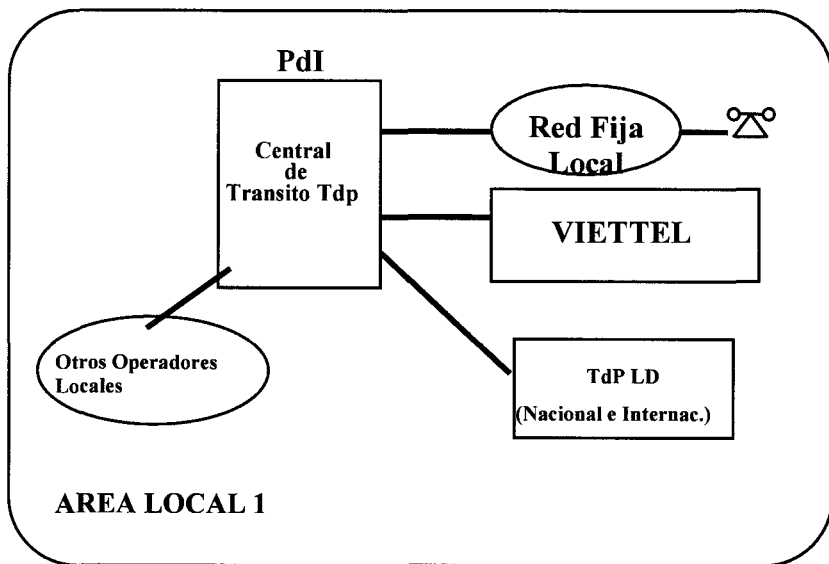 PdI
Central
de
Transito Tdp
Red Fija
Local
VIETTEL
Otros Operadores
Locales
TdP LD
(Nacional e Internac.)
AREA LOCAL 1